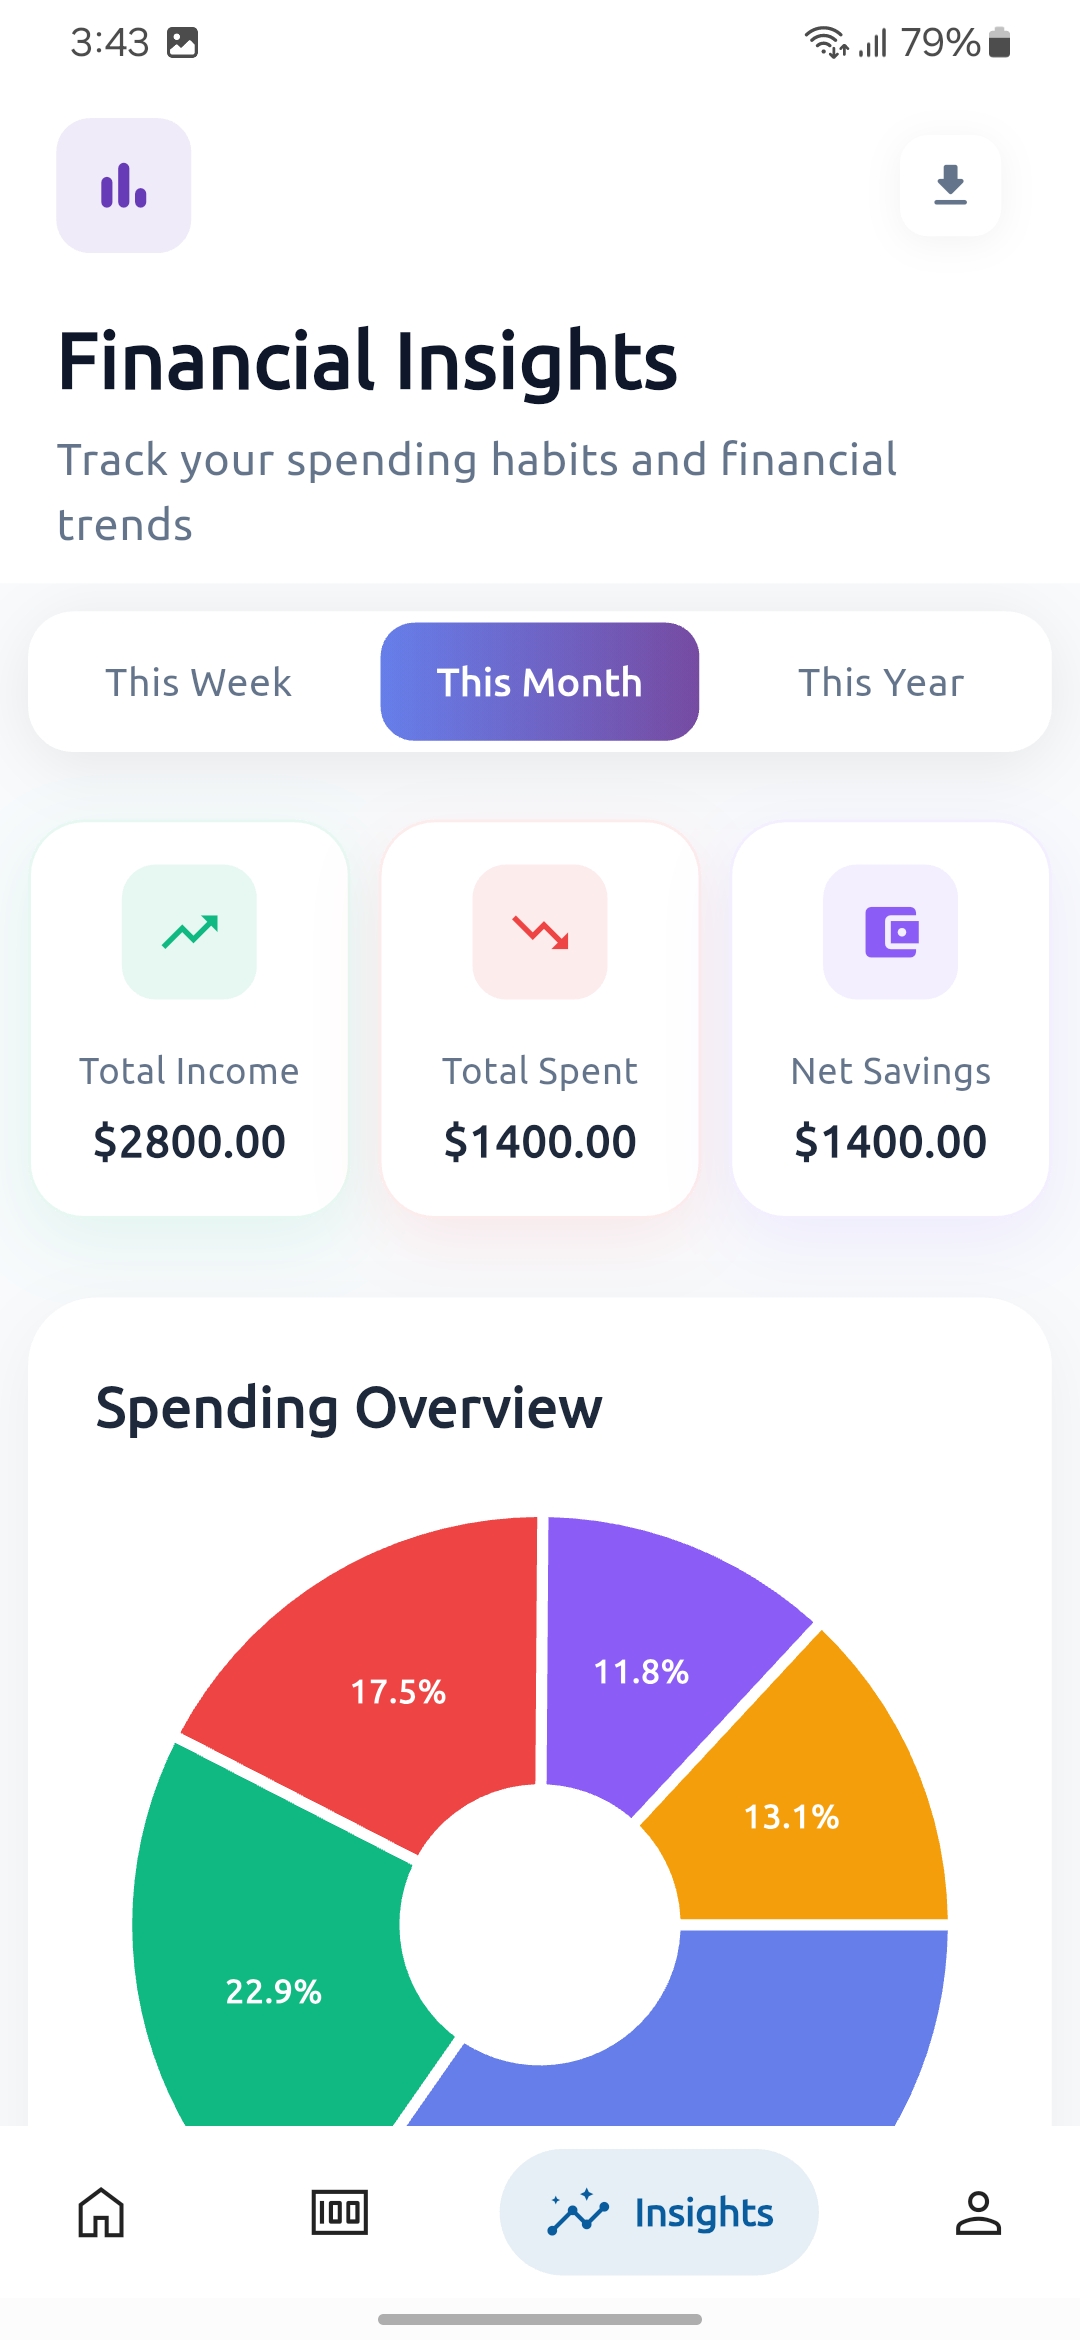 3:43
79%
Financial Insights
Track your spending habits and financial
trends
This Week
This Month
This Year
Total Income
$2800.00
Total Spent
$1400.00
Net Savings
$1400.00
Spending Overview
17.5%
11.8%
13.1%
22.9%
Insights